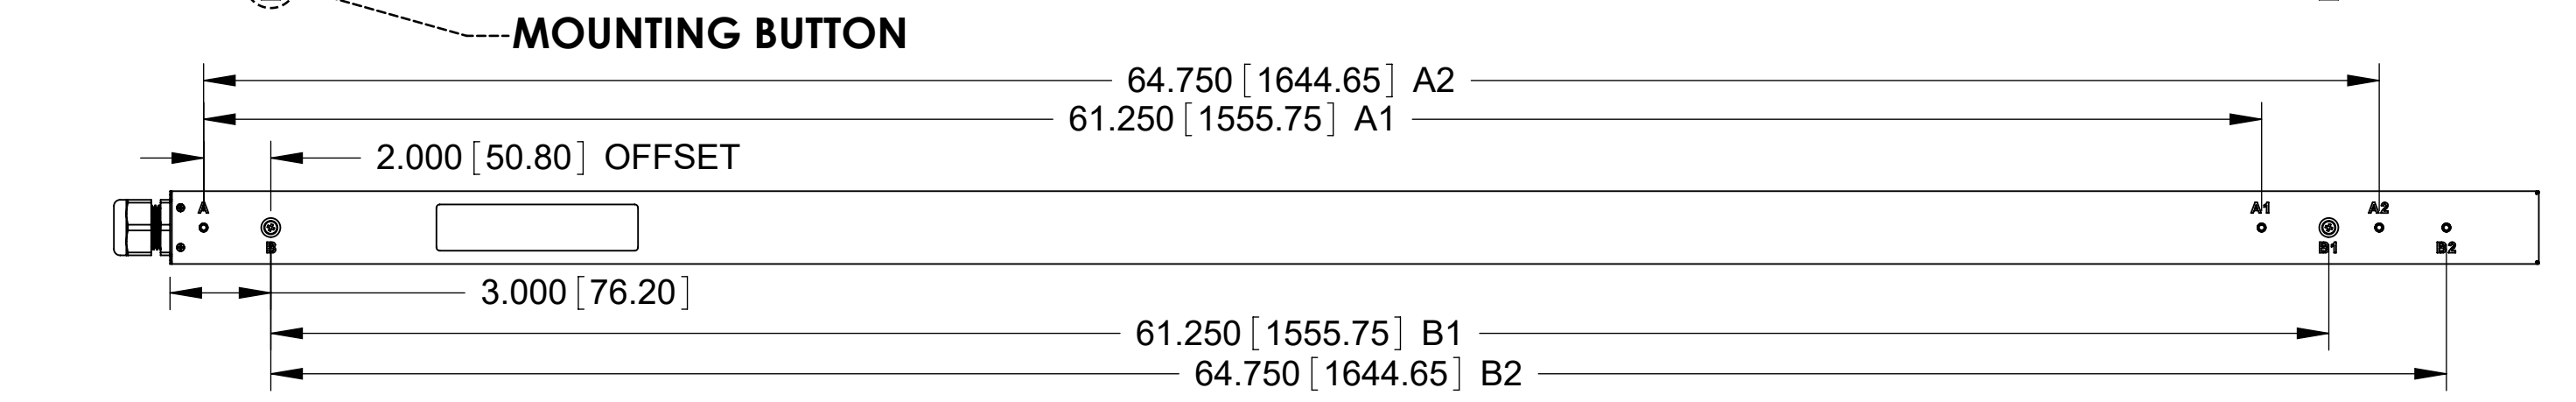 MOUNTING BUTTON
64.750 [1644.65] A2
61.250 [1555.75] A1
2.000 [50.80] OFFSET
A A1 A2
B B1 B2
3.000 [76.20]
61.250 [1555.75] B1
64.750 [1644.65] B2